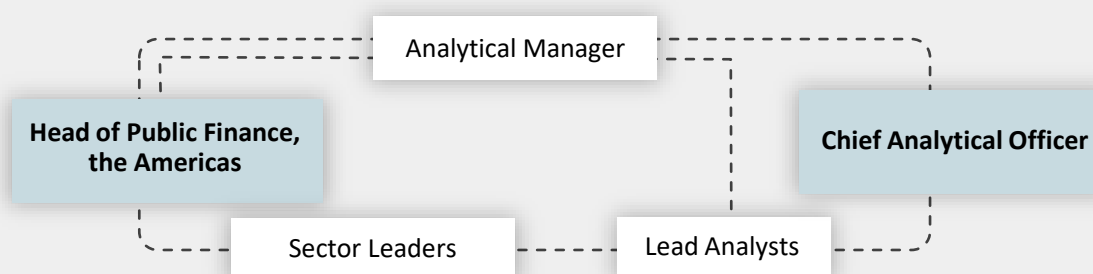 Analytical Manager
Head of Public Finance,
the Americas
Chief Analytical Officer
Sector Leaders
Lead Analysts